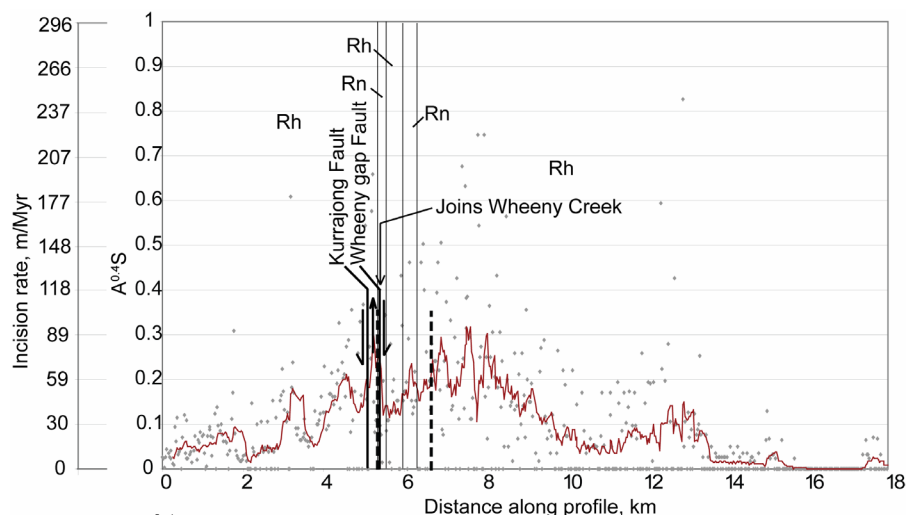 296
266
237
207
177
148
118
89
59
30
0
Incision rate, m/Myr
1
0.9
0.8
0.7
0.6
0.5
0.4
0.3
0.2
0.1
0
A0.4S
Rh
Rn
Rh
Rn
Rh
Kurrajong Fault
Wheeny gap Fault
Joins Wheeny Creek
0 2 4 6 8 10 12 14 16 18
Distance along profile, km